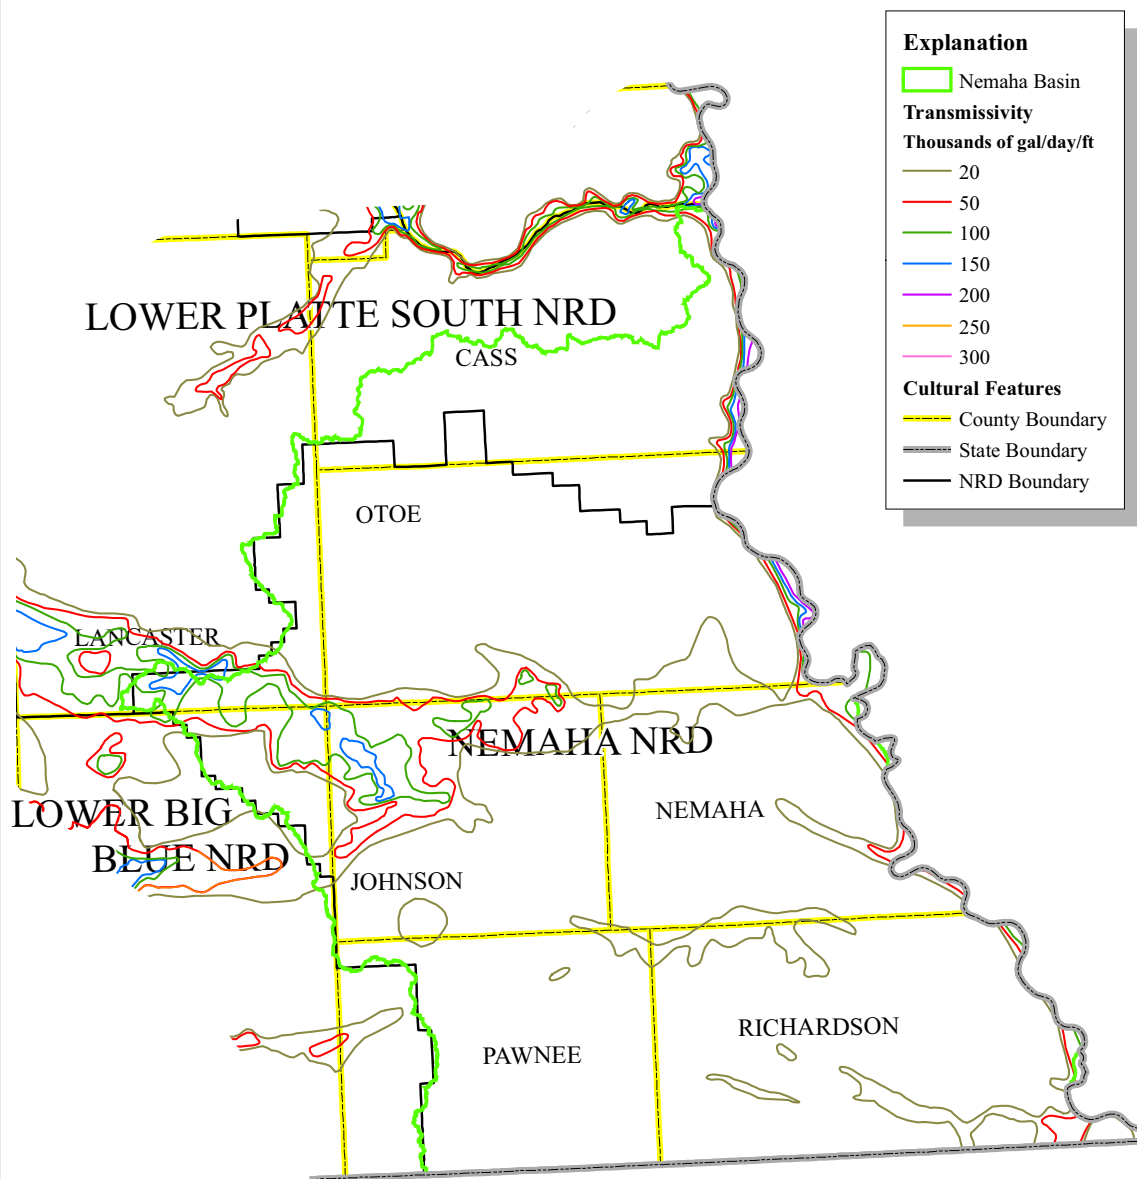 Explanation
Nemaha Basin
Transmissivity
Thousands of gal/day/ft
20
50
100
150
200
250
300
Cultural Features
County Boundary
State Boundary
NRD Boundary
LOWER PLATTE SOUTH NRD
CASS
OTOE
LANCASTER
NEMAHA NRD
LOWER BIG
BLUE NRD
NEMAHA
JOHNSON
RICHARDSON
PAWNEE